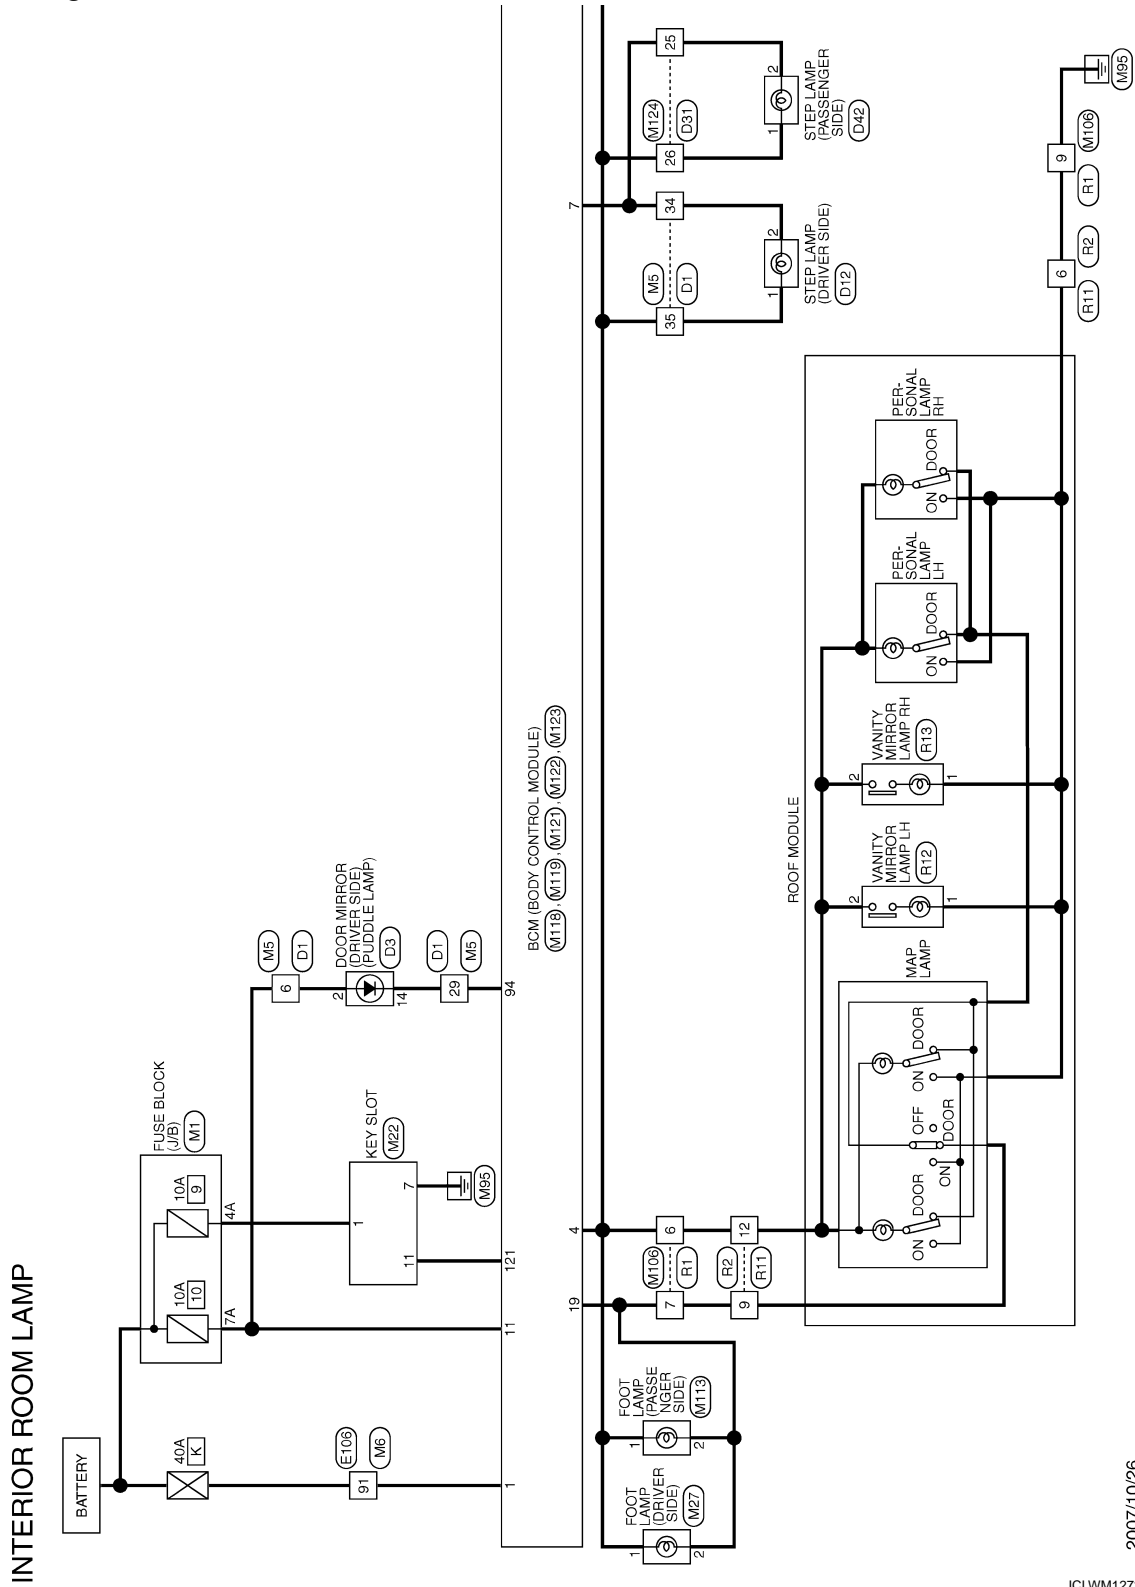 INTERIOR ROOM LAMP
BATTERY
40A
K
E106
91
M6
1
FUSE BLOCK
(J/B)
M1
10A
10
10A
9
7A
4A
11
KEY SLOT
M22
1
11
7
M95
121
M5
6
D1
DOOR MIRROR
(DRIVER SIDE)
(PUDDLE LAMP)
D3
2
14
D1
29
M5
94
BCM (BODY CONTROL MODULE)
M118 , M119 , M121 , M122 , M123
19
4
7
FOOT
LAMP
(DRIVER
SIDE)
M27
1
2
FOOT
LAMP
(PASSE
NGER
SIDE)
M113
1
2
M106
7
6
R1
R2
9
12
R11
M5
35
34
D1
STEP LAMP
(DRIVER SIDE)
D12
1
2
M124
26
25
D31
STEP LAMP
(PASSENGER
SIDE)
D42
1
2
ROOF MODULE
MAP
LAMP
ON
DOOR
ON
OFF
DOOR
ON
DOOR
VANITY
MIRROR
LAMP LH
R12
2
1
VANITY
MIRROR
LAMP RH
R13
2
1
PER-
SONAL
LAMP
LH
ON
DOOR
PER-
SONAL
LAMP
RH
ON
DOOR
6
R11
R2
9
R1
M106
M95
2007/10/26